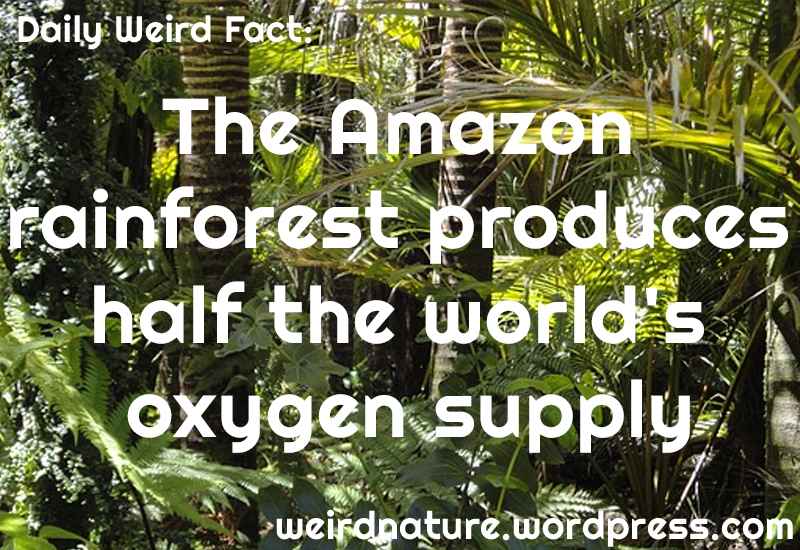 Daily Weird Fact:
The Amazon
rainforest produces
half the world's
oxygen supply
weirdnature.wordpress.com